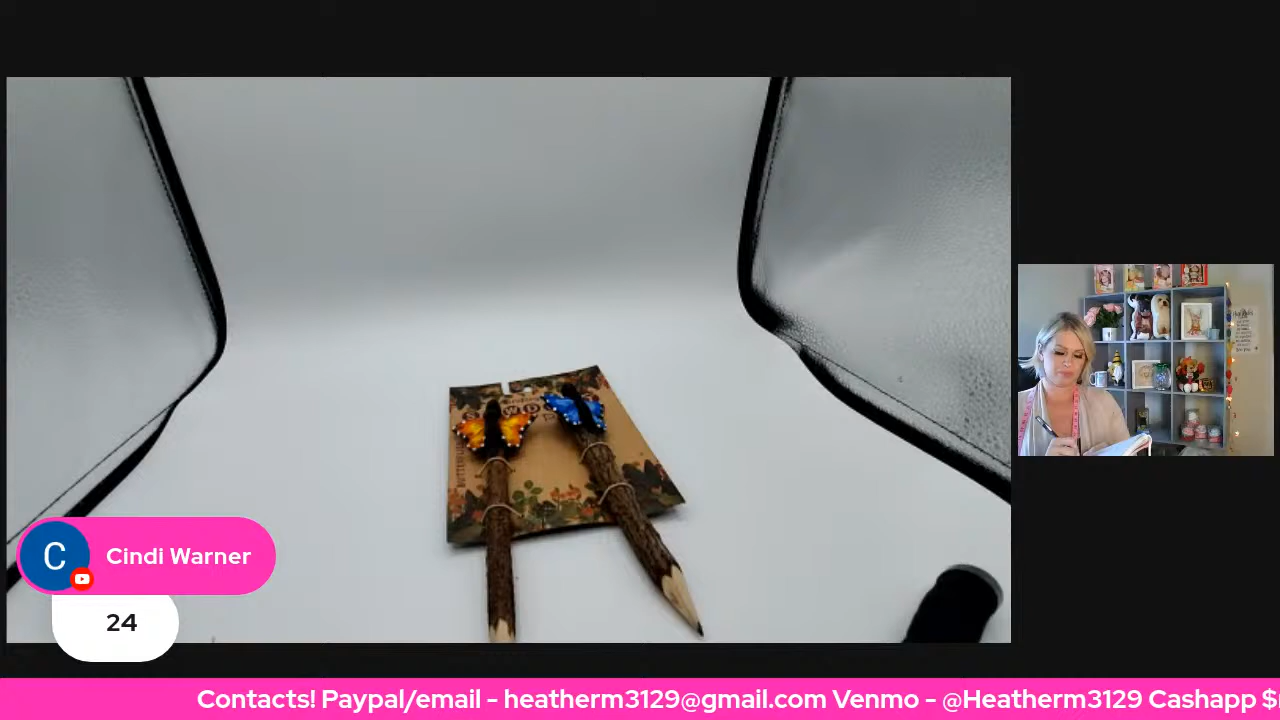 C
Cindi Warner
24
Contacts! Paypal/email - heatherm3129@gmail.com Venmo - @Heatherm3129 Cashapp $